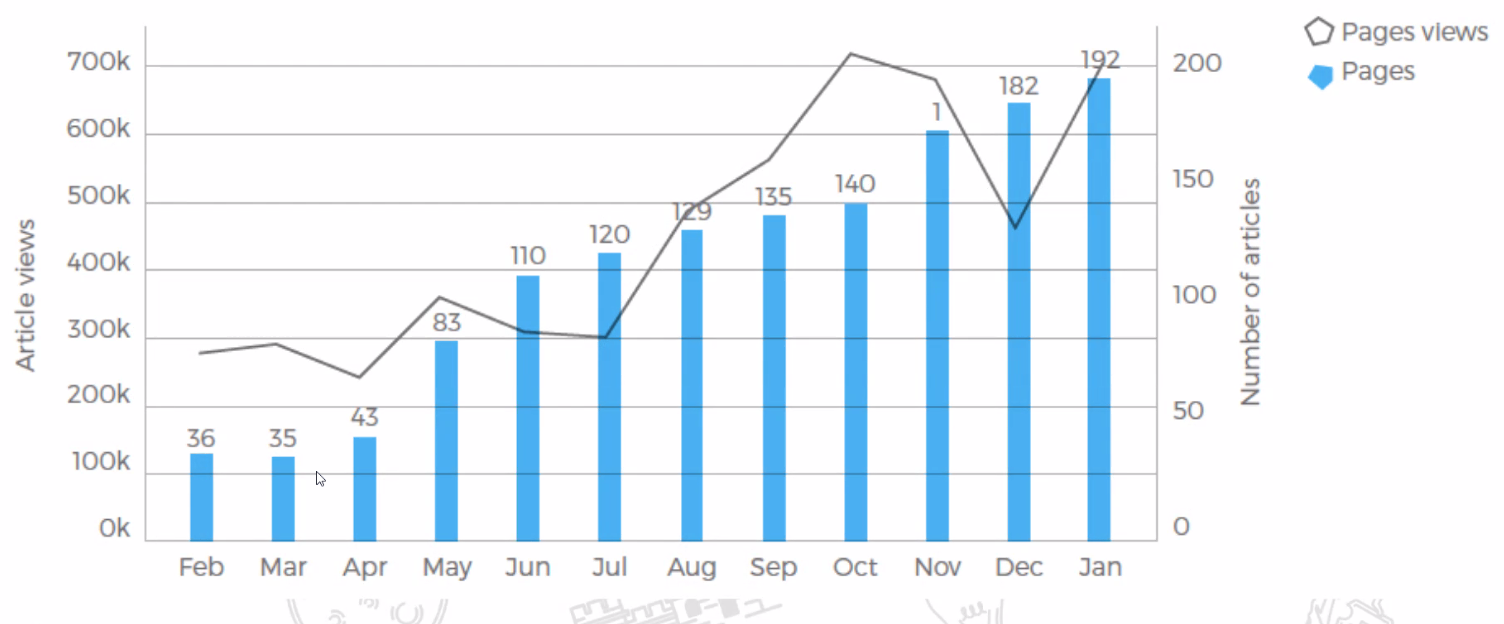 Pages views
Pages
700k
600k
500k
400k
300k
200k
100k
0k
Article views
36
35
43
83
110
120
129
135
140
1
182
192
200
150
100
50
0
Number of articles
Feb Mar Apr May Jun Jul Aug Sep Oct Nov Dec Jan